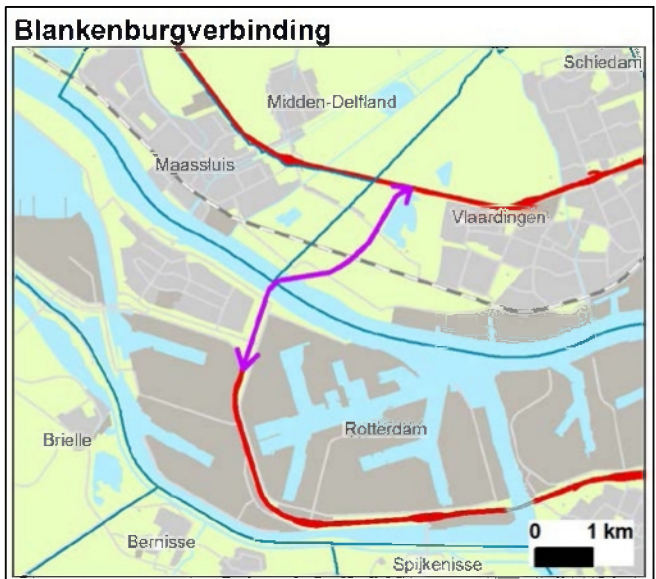 Blankenburgverbinding
Schiedam
Midden-Delfland
Maassluis
Vlaardingen
Rotterdam
Brielle
Bernisse
Spijkenisse
0 1 km